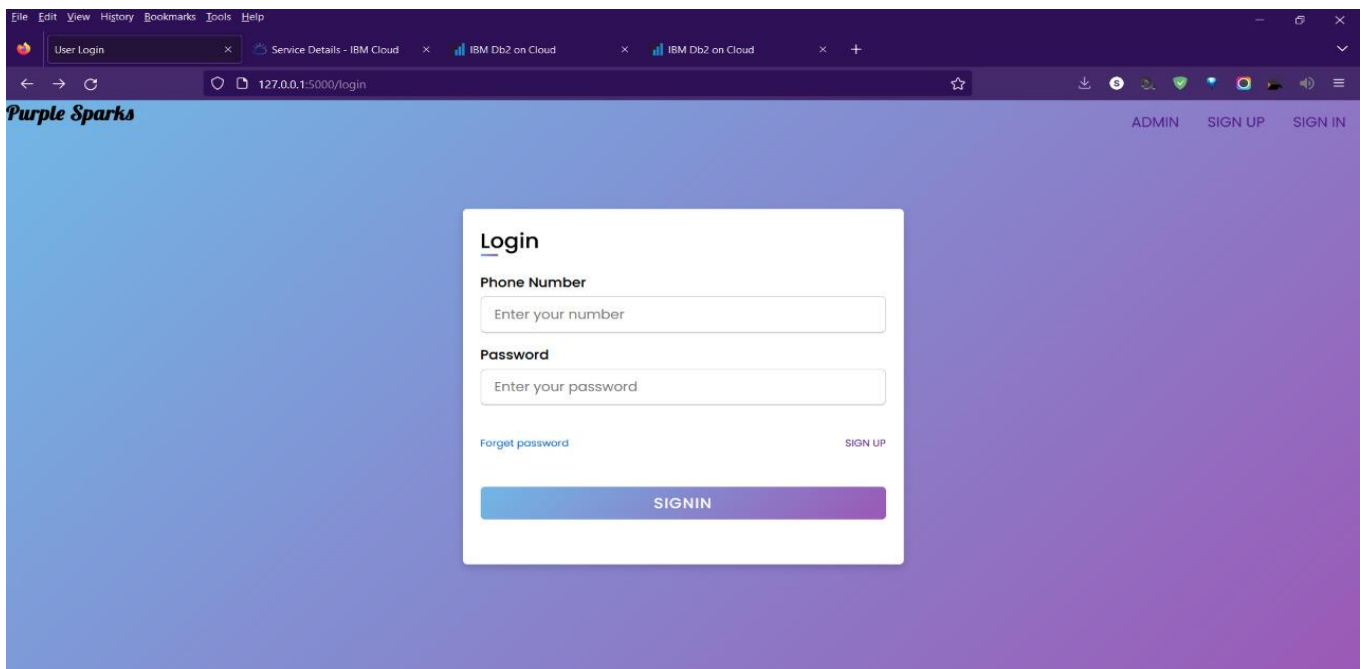 File Edit View History Bookmarks Tools Help
User Login Service Details - IBM Cloud IBM Db2 on Cloud IBM Db2 on Cloud
127.0.0.1:5000/login
Purple Sparks
ADMIN SIGN UP SIGN IN
Login
Phone Number
Enter your number
Password
Enter your password
Forget password SIGN UP
SIGNIN